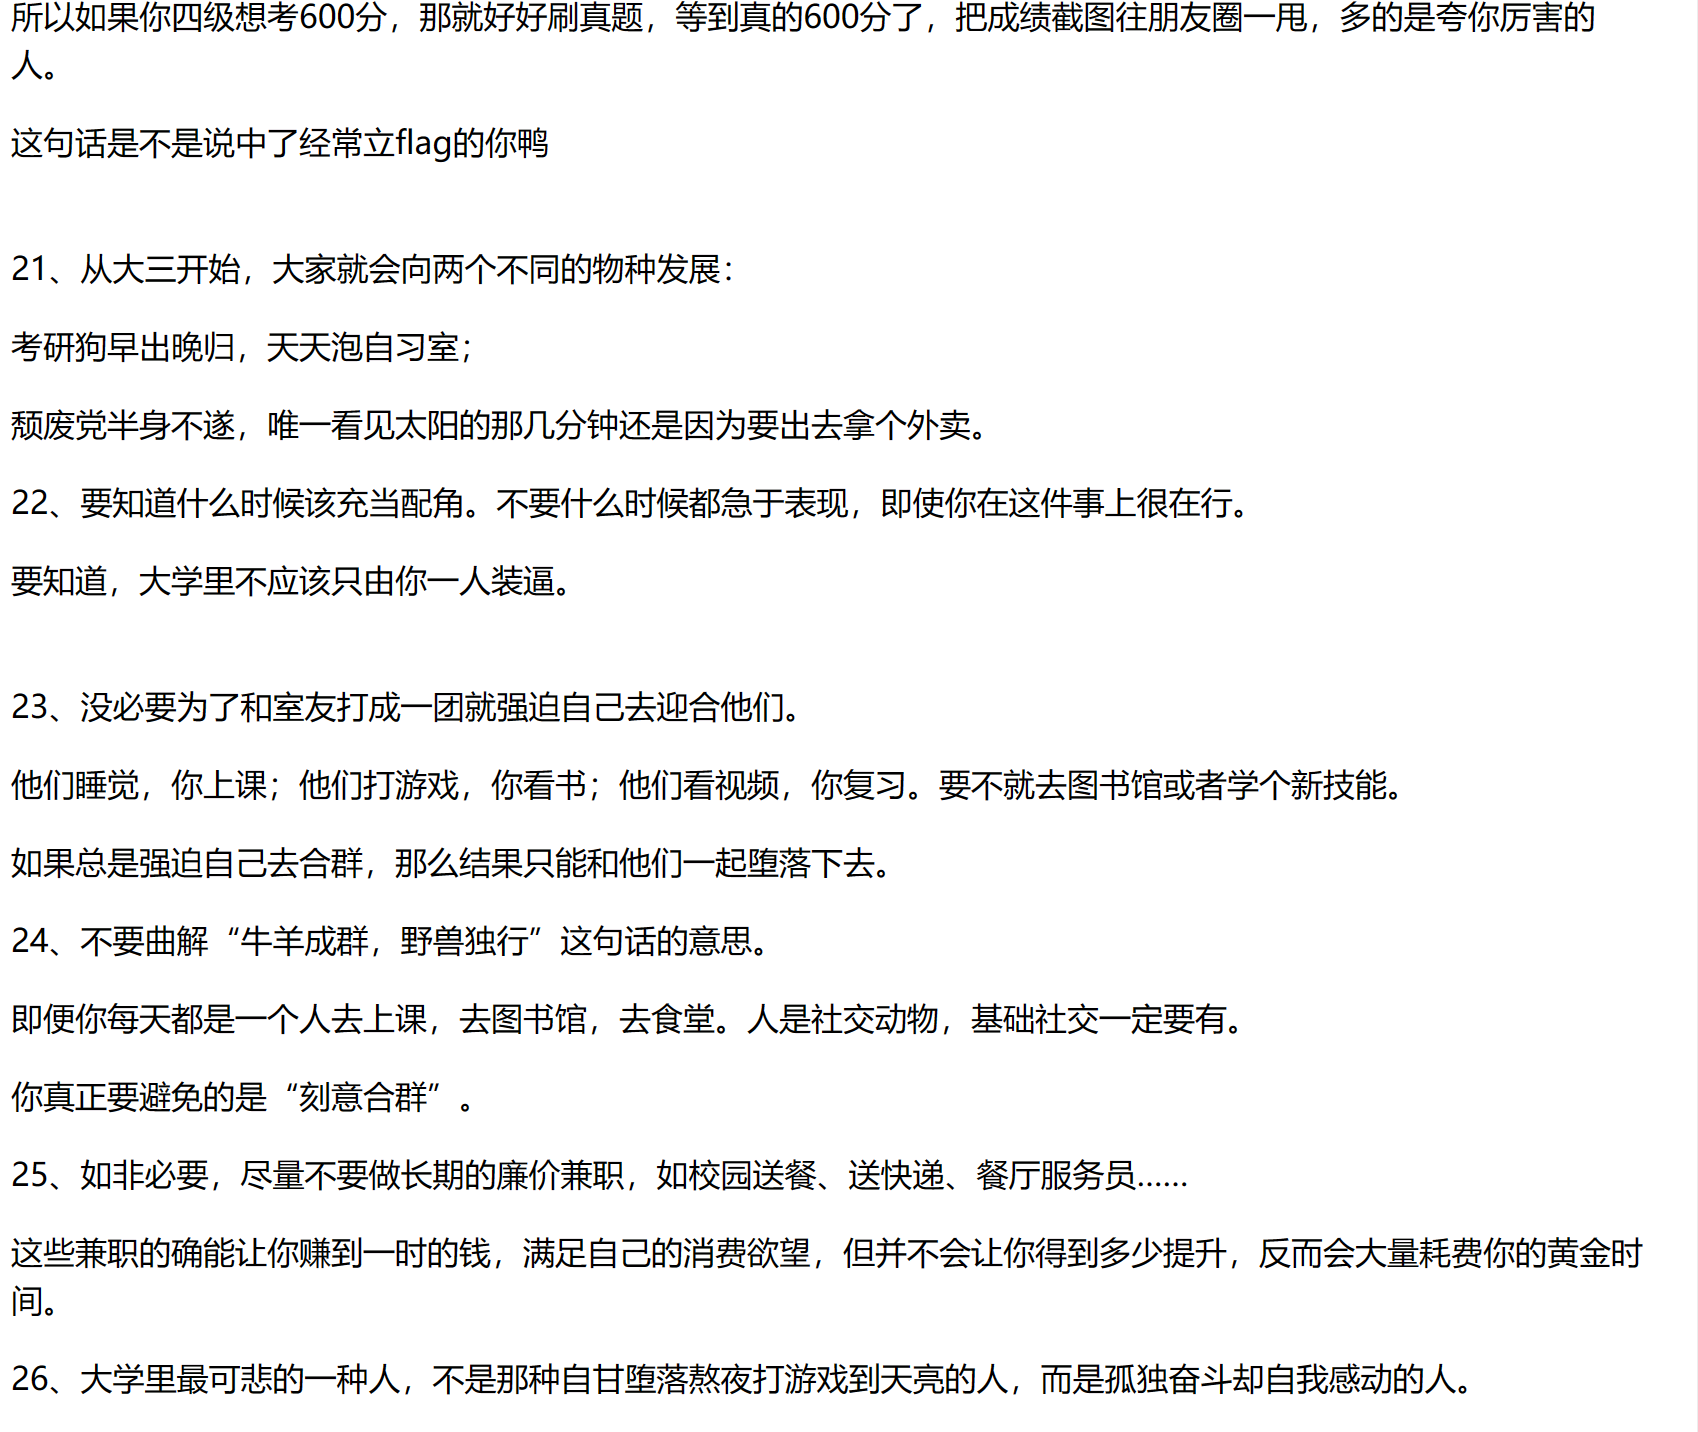 所以如果你四级想考600分，那就好好刷真题，等到真的600分了，把成绩截图往朋友圈一甩，多的是夸你厉害的
人。
这句话是不是说中了经常立flag的你鸭
21、从大三开始，大家就会向两个不同的物种发展：
考研狗早出晚归，天天泡自习室；
颓废党半身不遂，唯一看见太阳的那几分钟还是因为要出去拿个外卖。
22、要知道什么时候该充当配角。不要什么时候都急于表现，即使你在这件事上很在行。
要知道，大学里不应该只由你一人装逼。
23、没必要为了和室友打成一团就强迫自己去迎合他们。
他们睡觉，你上课；他们打游戏，你看书；他们看视频，你复习。要不就去图书馆或者学个新技能。
如果总是强迫自己去合群，那么结果只能和他们一起堕落下去。
24、不要曲解“牛羊成群，野兽独行”这句话的意思。
即便你每天都是一个人去上课，去图书馆，去食堂。人是社交动物，基础社交一定要有。
你真正要避免的是“刻意合群”。
25、如非必要，尽量不要做长期的廉价兼职，如校园送餐、送快递、餐厅服务员……
这些兼职的确能让你赚到一时的钱，满足自己的消费欲望，但并不会让你得到多少提升，反而会大量耗费你的黄金时
间。
26、大学里最可悲的一种人，不是那种自甘堕落熬夜打游戏到天亮的人，而是孤独奋斗却自我感动的人。